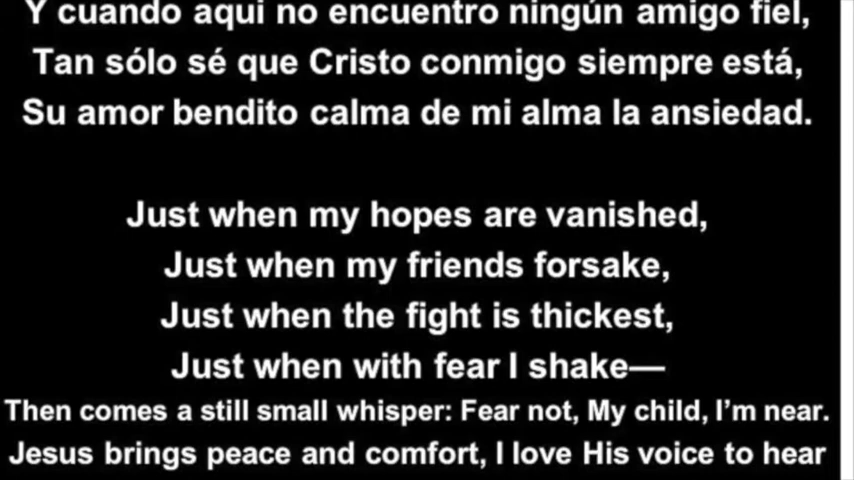 Y cuando aquí no encuentro ningún amigo fiel,
Tan sólo sé que Cristo conmigo siempre está,
Su amor bendito calma de mi alma la ansiedad.
Just when my hopes are vanished,
Just when my friends forsake,
Just when the fight is thickest,
Just when with fear I shake—
Then comes a still small whisper: Fear not, My child, I’m near.
Jesus brings peace and comfort, I love His voice to hear